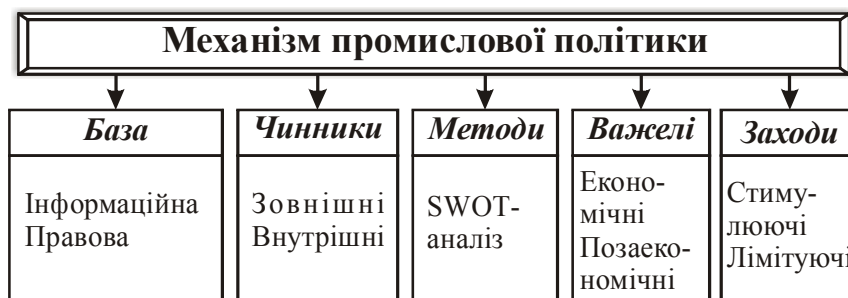 Механізм промислової політики
База
Інформаційна
Правова
Чинники
Зовнішні
Внутрішні
Методи
SWOT-
аналіз
Важелі
Еконо-
мічні
Позаеко-
номічні
Заходи
Стиму-
люючі
Лімітуючі